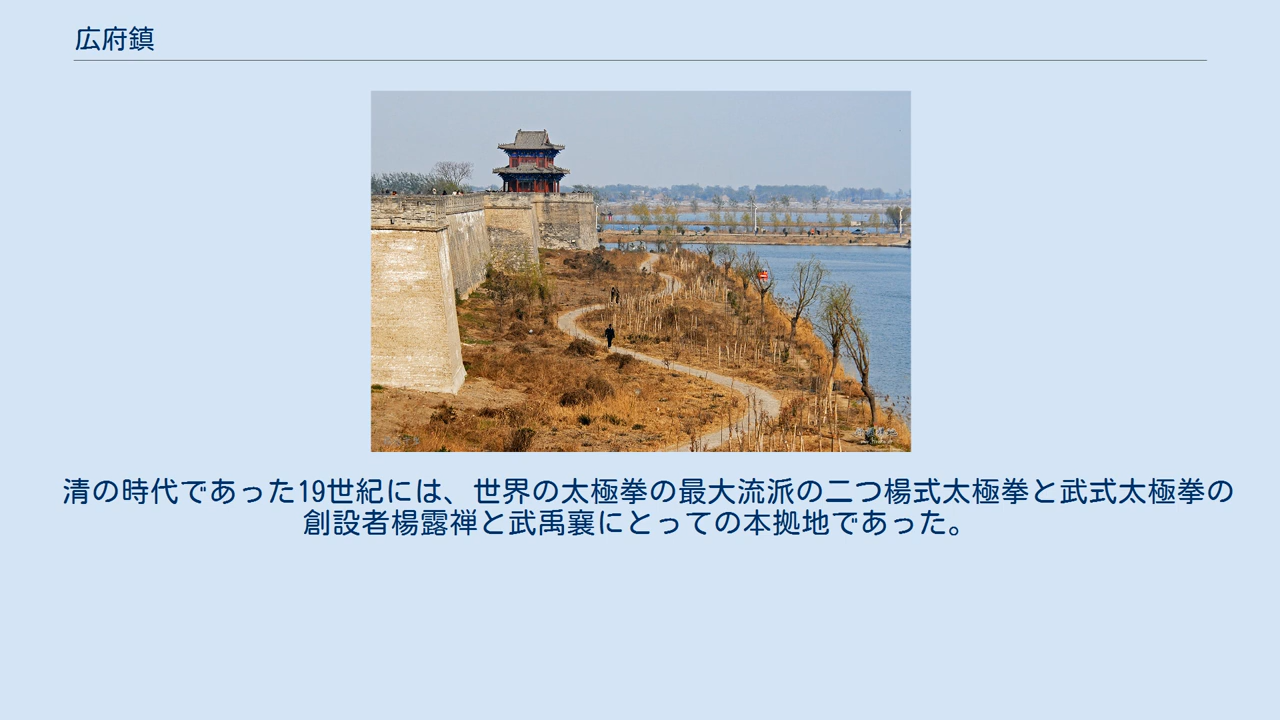 広府鎮
清の時代であった19世紀には、世界の太極拳の最大流派の二つ楊式太極拳と武式太極拳の
創設者楊露禅と武禹襄にとっての本拠地であった。